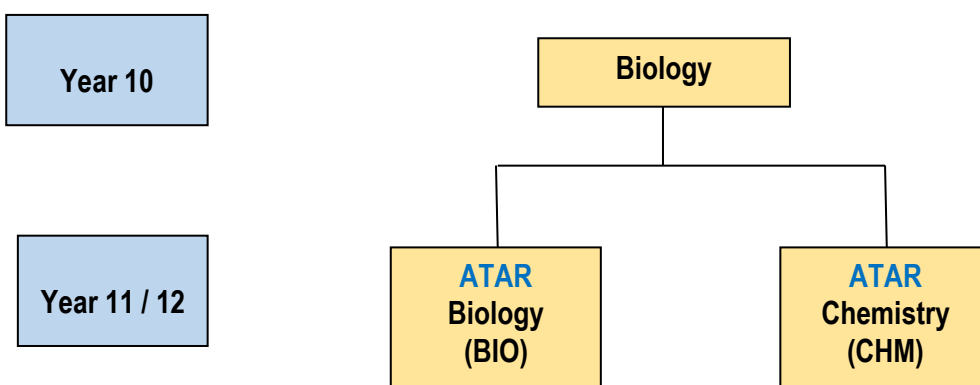 Year 10
Biology
Year 11 / 12
ATAR
Biology
(BIO)
ATAR
Chemistry
(CHM)